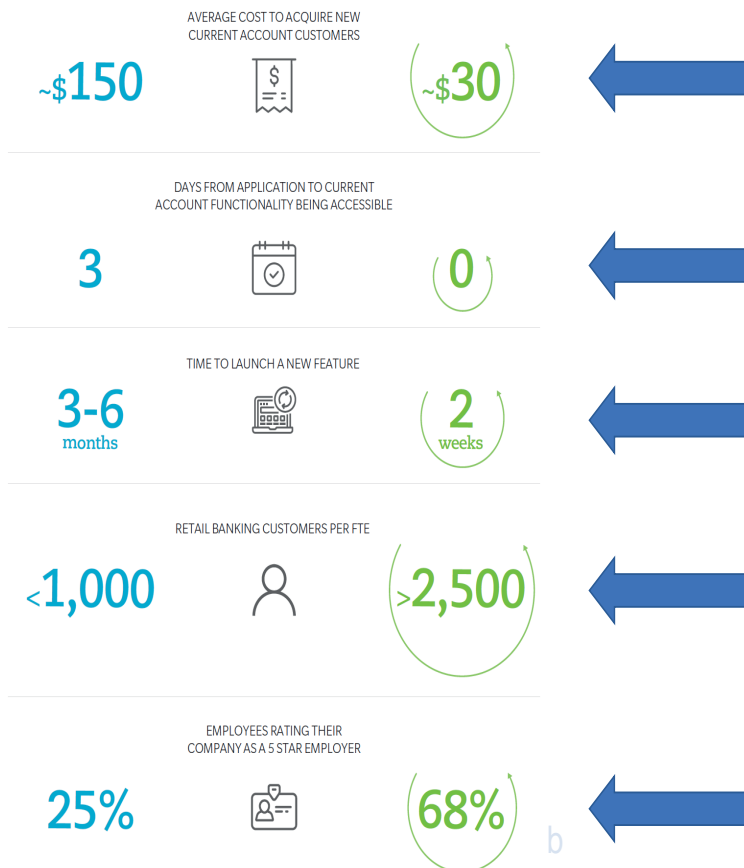 AVERAGE COST TO ACQUIRE NEW
CURRENT ACCOUNT CUSTOMERS
~$150
$
~$30
DAYS FROM APPLICATION TO CURRENT
ACCOUNT FUNCTIONALITY BEING ACCESSIBLE
3
0
TIME TO LAUNCH A NEW FEATURE
3-6
months
2
weeks
RETAIL BANKING CUSTOMERS PER FTE
<1,000
>2,500
EMPLOYEES RATING THEIR
COMPANY AS A 5 STAR EMPLOYER
25%
68%
b